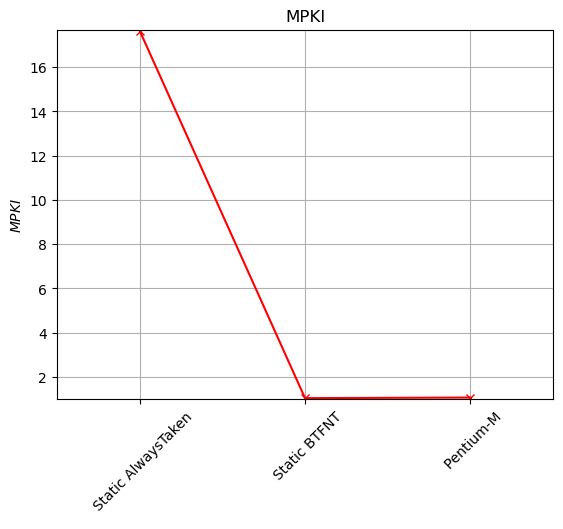 MPKI
MPKI
16
14
12
10
8
6
4
2
Static AlwaysTaken
Static BTFNT
Pentium-M